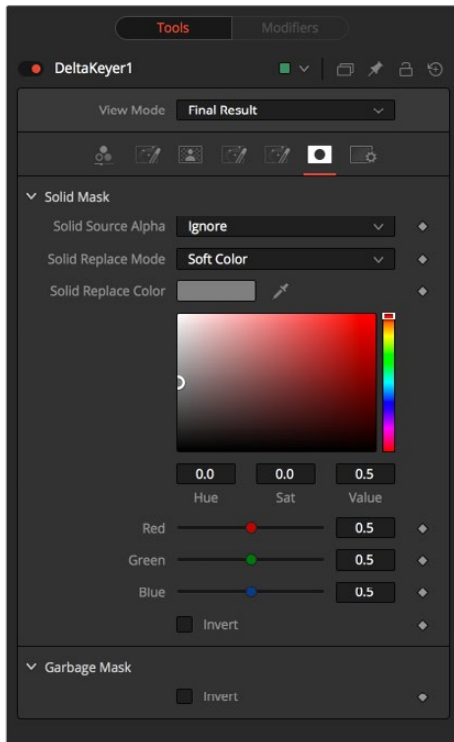 Tools Modifiers
DeltaKeyer1
View Mode Final Result
Solid Mask
Solid Source Alpha Ignore
Solid Replace Mode Soft Color
Solid Replace Color
0.0 0.0 0.5
Hue Sat Value
Red 0.5
Green 0.5
Blue 0.5
Invert
Garbage Mask
Invert